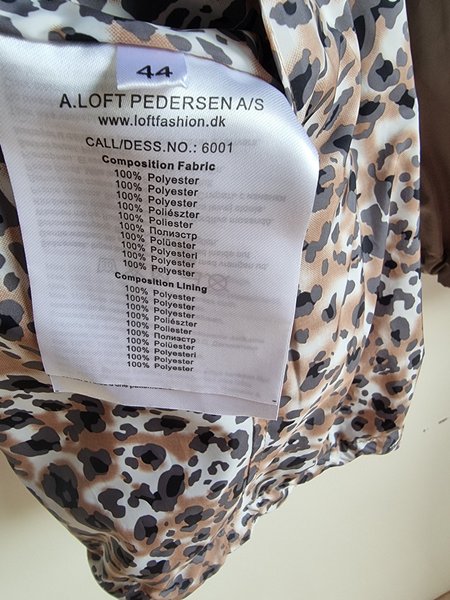 44
A.LOFT PEDERSEN A/S
www.loftfashion.dk
CALL/DESS.NO.: 6001
Composition Fabric
100% Polyester
100% Polyester
100% Polyester
100% Poliészter
100% Poliester
100% Полиэстр
100% Polüester
100% Polyesteri
100% Polyester
100% Polyester
Composition Lining
100% Polyester
100% Polyester
100% Polyester
100% Poliészter
100% Poliester
100% Полиэстр
100% Polüester
100% Polyesteri
100% Polyester
100% Polyester